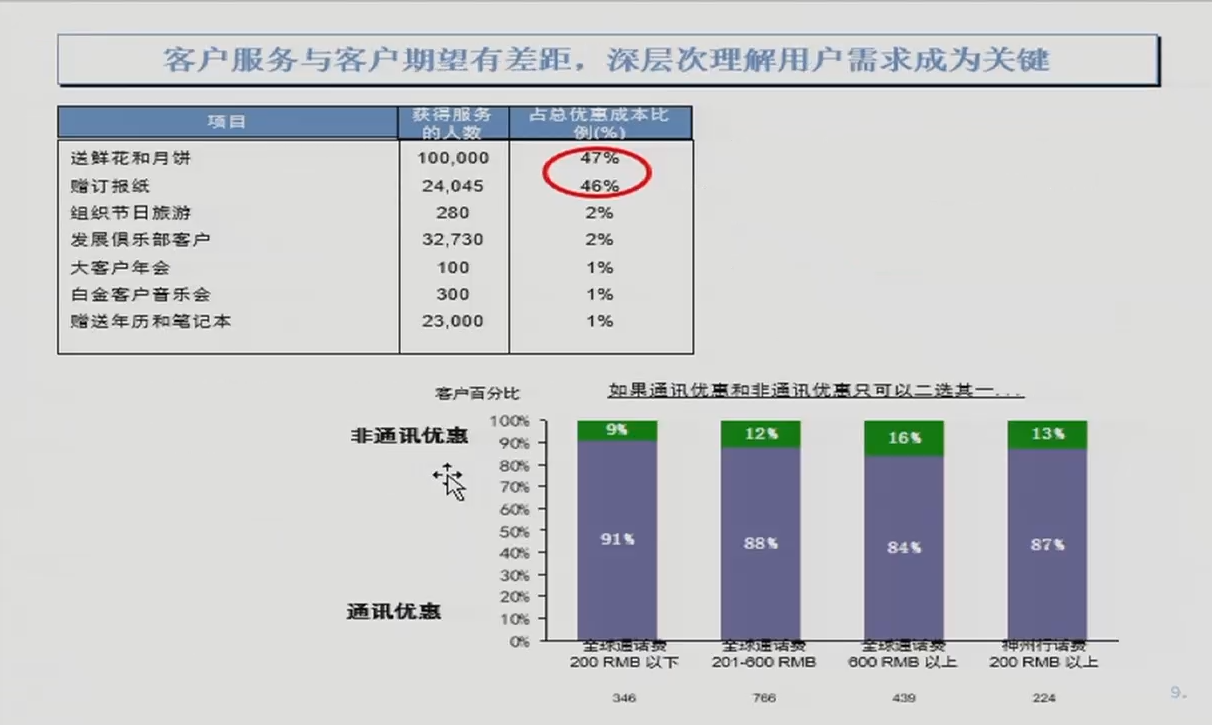 客户服务与客户期望有差距，深层次理解用户需求成为关键
项目 获得服务的人数 占总优惠成本比例(%)
送鲜花和月饼 100,000 47%
赠订报纸 24,045 46%
组织节日旅游 280 2%
发展俱乐部客户 32,730 2%
大客户年会 100 1%
白金客户音乐会 300 1%
赠送年历和笔记本 23,000 1%
客户百分比 如果通讯优惠和非通讯优惠只可以二选其一...
非通讯优惠
通讯优惠
100%
90%
80%
70%
60%
50%
40%
30%
20%
10%
0%
9% 12% 16% 13%
91% 88% 84% 87%
全球通话费 全球通话费 全球通话费 神州行话费
200 RMB 以下 201-600 RMB 600 RMB 以上 200 RMB 以上
346 766 439 224
9.